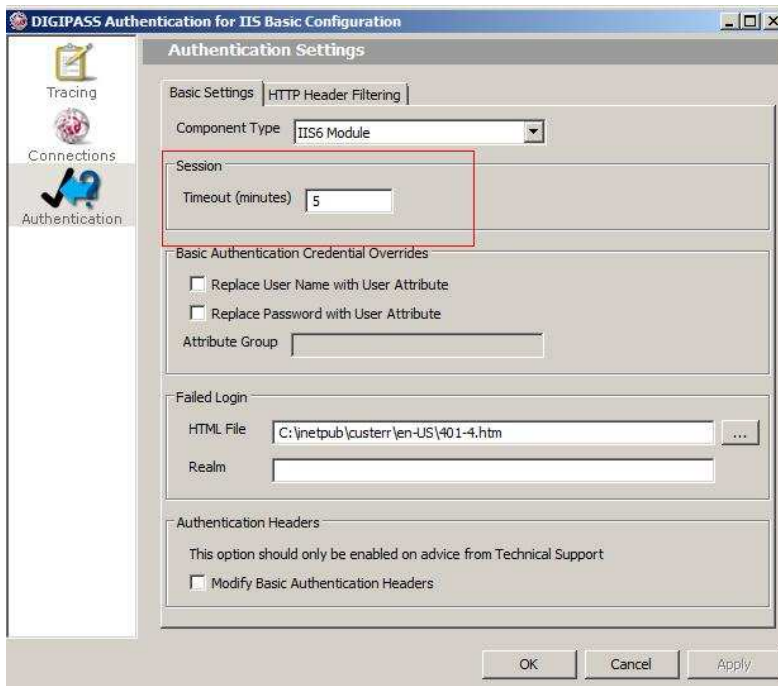 DIGIPASS Authentication for IIS Basic Configuration
Tracing
Connections
Authentication
Authentication Settings
Basic Settings
HTTP Header Filtering
Component Type
IIS6 Module
Session
Timeout (minutes)
5
Basic Authentication Credential Overrides
Replace User Name with User Attribute
Replace Password with User Attribute
Attribute Group
Failed Login
HTML File
C:\inetpub\custerr\en-US\401-4.htm
...
Realm
Authentication Headers
This option should only be enabled on advice from Technical Support
Modify Basic Authentication Headers
OK
Cancel
Apply